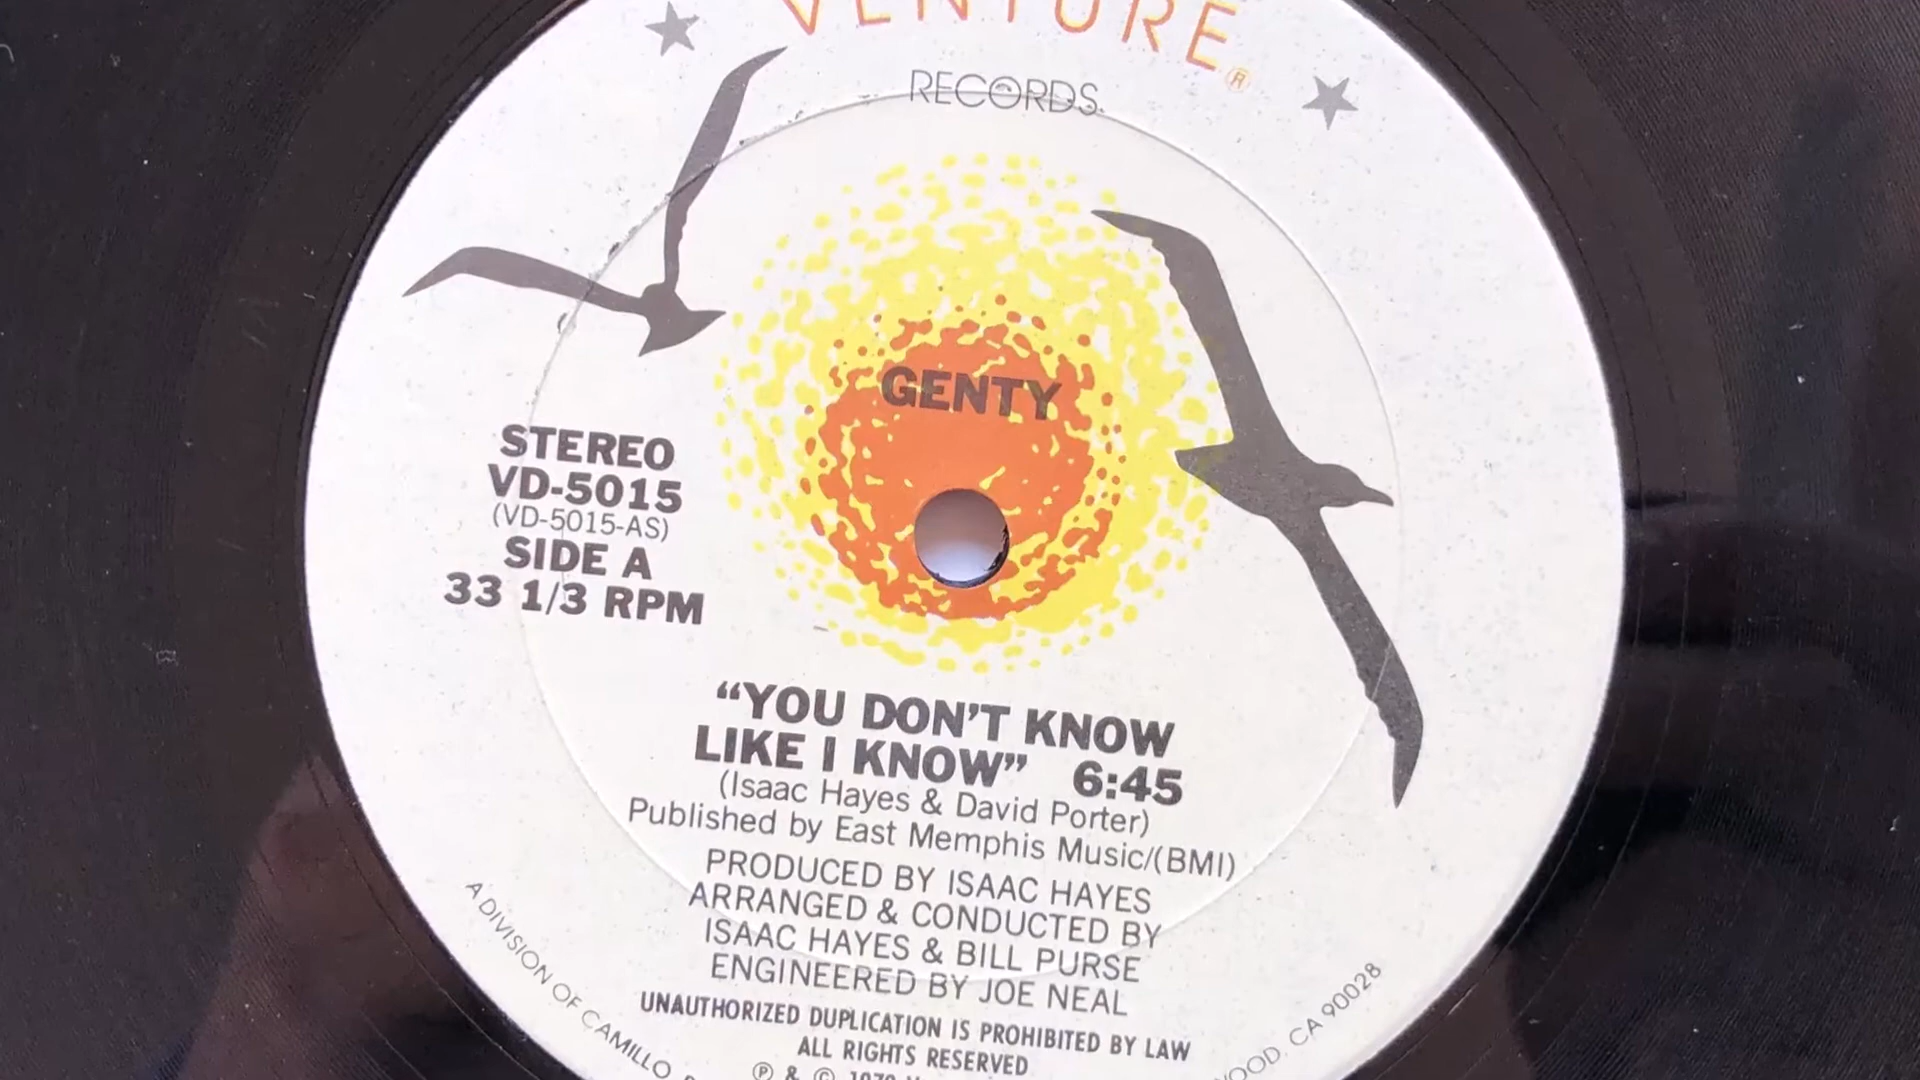 VENTURE ®
RECORDS
GENTY
STEREO
VD-5015
(VD-5015-AS)
SIDE A
33 1/3 RPM
“YOU DON’T KNOW
LIKE I KNOW” 6:45
(Isaac Hayes & David Porter)
Published by East Memphis Music/(BMI)
PRODUCED BY ISAAC HAYES
ARRANGED & CONDUCTED BY
ISAAC HAYES & BILL PURSE
ENGINEERED BY JOE NEAL
UNAUTHORIZED DUPLICATION IS PROHIBITED BY LAW
ALL RIGHTS RESERVED
Ⓟ & ©
A DIVISION OF CAMILLO
CA 90028